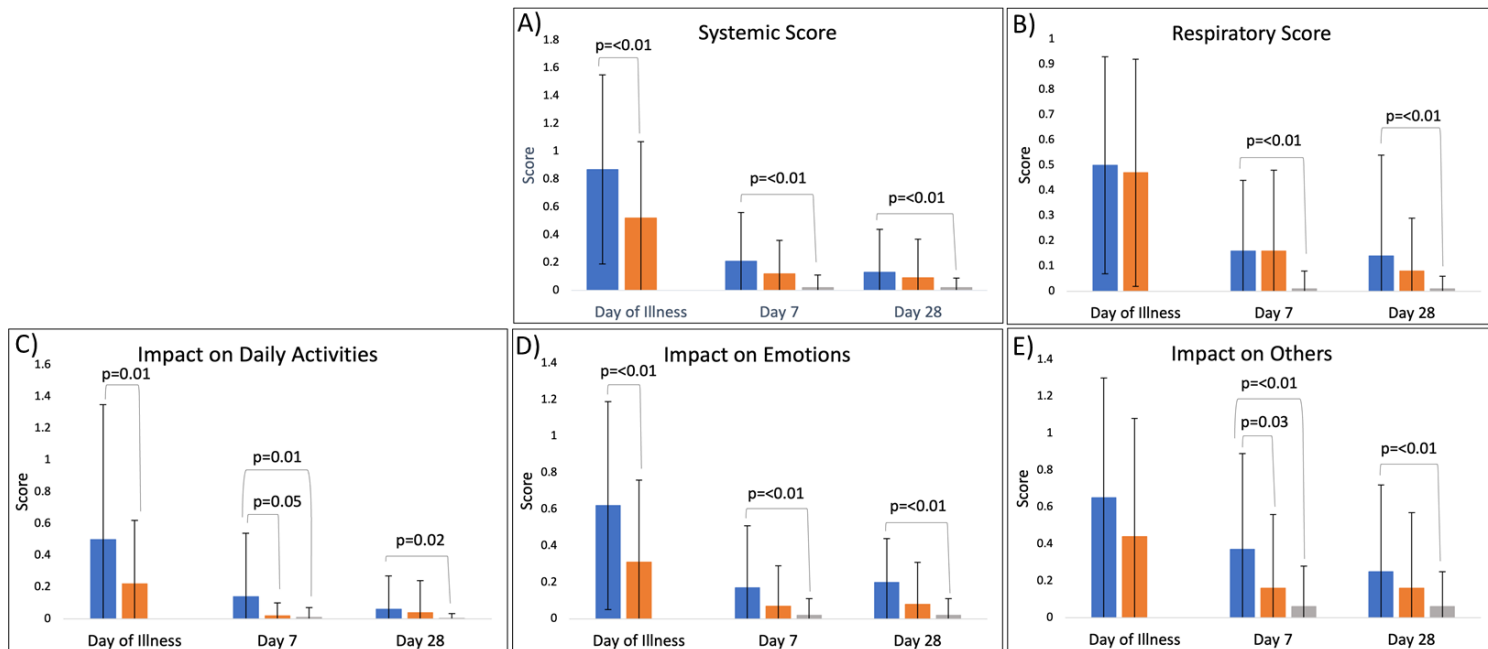 A)
Systemic Score
1.8
1.6
1.4
1.2
1
0.8
0.6
0.4
0.2
0
Score
p=<0.01
p=<0.01
p=<0.01
Day of Illness
Day 7
Day 28
B)
Respiratory Score
1
0.9
0.8
0.7
0.6
0.5
0.4
0.3
0.2
0.1
0
Score
p=<0.01
p=<0.01
Day of Illness
Day 7
Day 28
C)
Impact on Daily Activities
1.6
1.4
1.2
1
0.8
0.6
0.4
0.2
0
Score
p=0.01
p=0.01
p=0.05
p=0.02
Day of Illness
Day 7
Day 28
D)
Impact on Emotions
1.4
1.2
1
0.8
0.6
0.4
0.2
0
Score
p=<0.01
p=<0.01
p=<0.01
Day of Illness
Day 7
Day 28
E)
Impact on Others
1.4
1.2
1
0.8
0.6
0.4
0.2
0
Score
p=<0.01
p=0.03
p=<0.01
Day of Illness
Day 7
Day 28